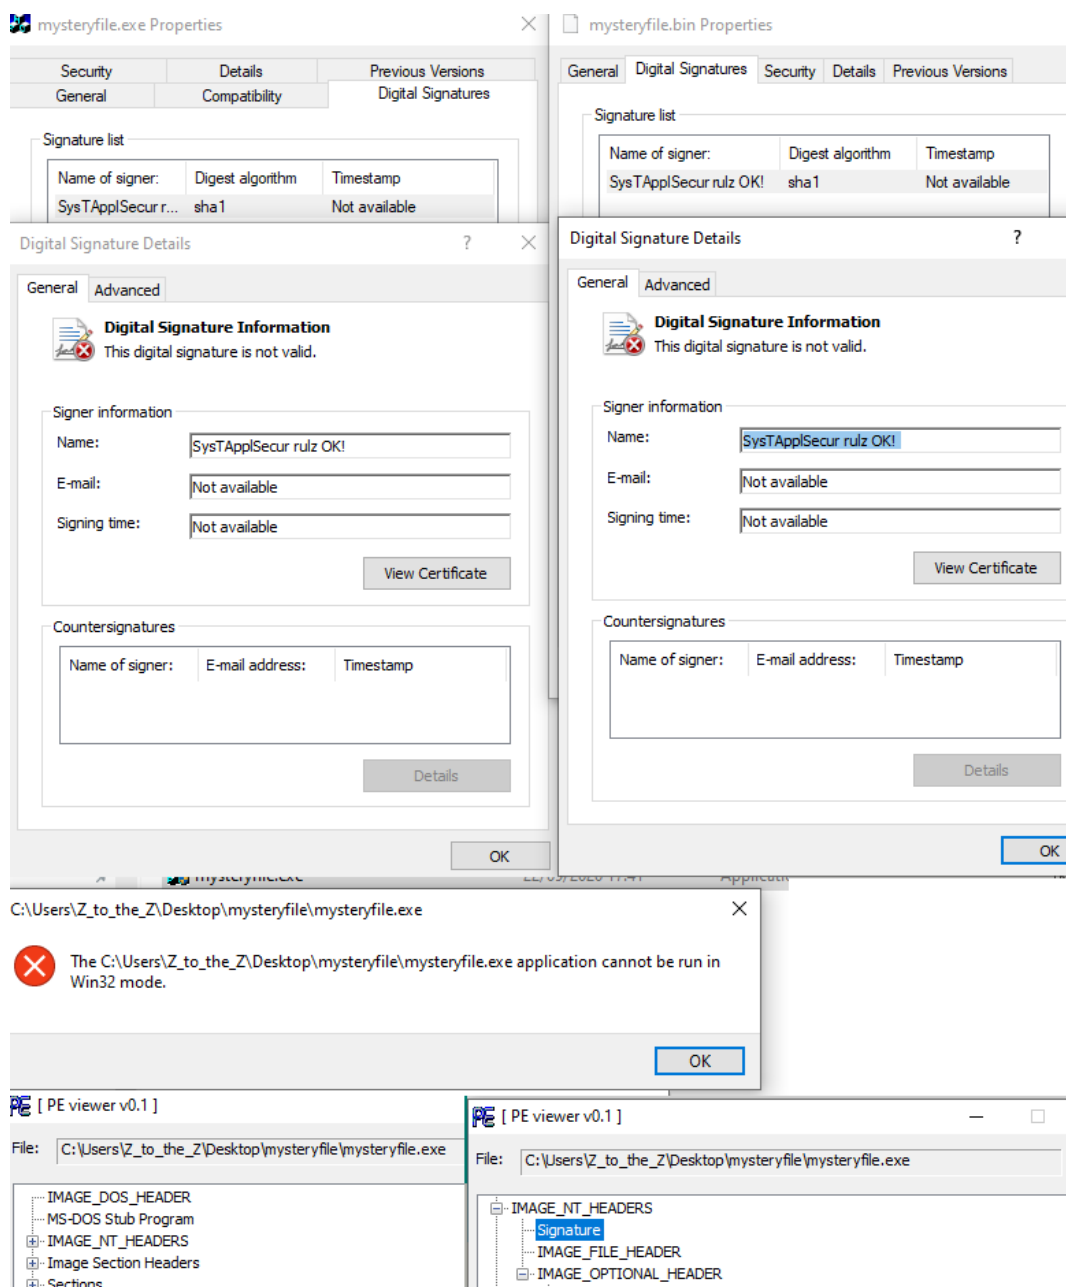 mysteryfile.exe Properties
Security Details Previous Versions
General Compatibility Digital Signatures
Signature list
Name of signer: Digest algorithm Timestamp
SysTApplSecur r... sha1 Not available
Digital Signature Details ?
General Advanced
Digital Signature Information
This digital signature is not valid.
Signer information
Name: SysTApplSecur rulz OK!
E-mail: Not available
Signing time: Not available
View Certificate
Countersignatures
Name of signer: E-mail address: Timestamp
Details
OK
mysteryfile.bin Properties
General Digital Signatures Security Details Previous Versions
Signature list
Name of signer: Digest algorithm Timestamp
SysTApplSecur rulz OK! sha1 Not available
Digital Signature Details ?
General Advanced
Digital Signature Information
This digital signature is not valid.
Signer information
Name: SysTApplSecur rulz OK!
E-mail: Not available
Signing time: Not available
View Certificate
Countersignatures
Name of signer: E-mail address: Timestamp
Details
OK
mysteryfile.exe
C:\Users\Z_to_the_Z\Desktop\mysteryfile\mysteryfile.exe
The C:\Users\Z_to_the_Z\Desktop\mysteryfile\mysteryfile.exe application cannot be run in
Win32 mode.
OK
PE [ PE viewer v0.1 ]
File: C:\Users\Z_to_the_Z\Desktop\mysteryfile\mysteryfile.exe
IMAGE_DOS_HEADER
MS-DOS Stub Program
IMAGE_NT_HEADERS
Image Section Headers
Sections
PE [ PE viewer v0.1 ]
File: C:\Users\Z_to_the_Z\Desktop\mysteryfile\mysteryfile.exe
IMAGE_NT_HEADERS
Signature
IMAGE_FILE_HEADER
IMAGE_OPTIONAL_HEADER